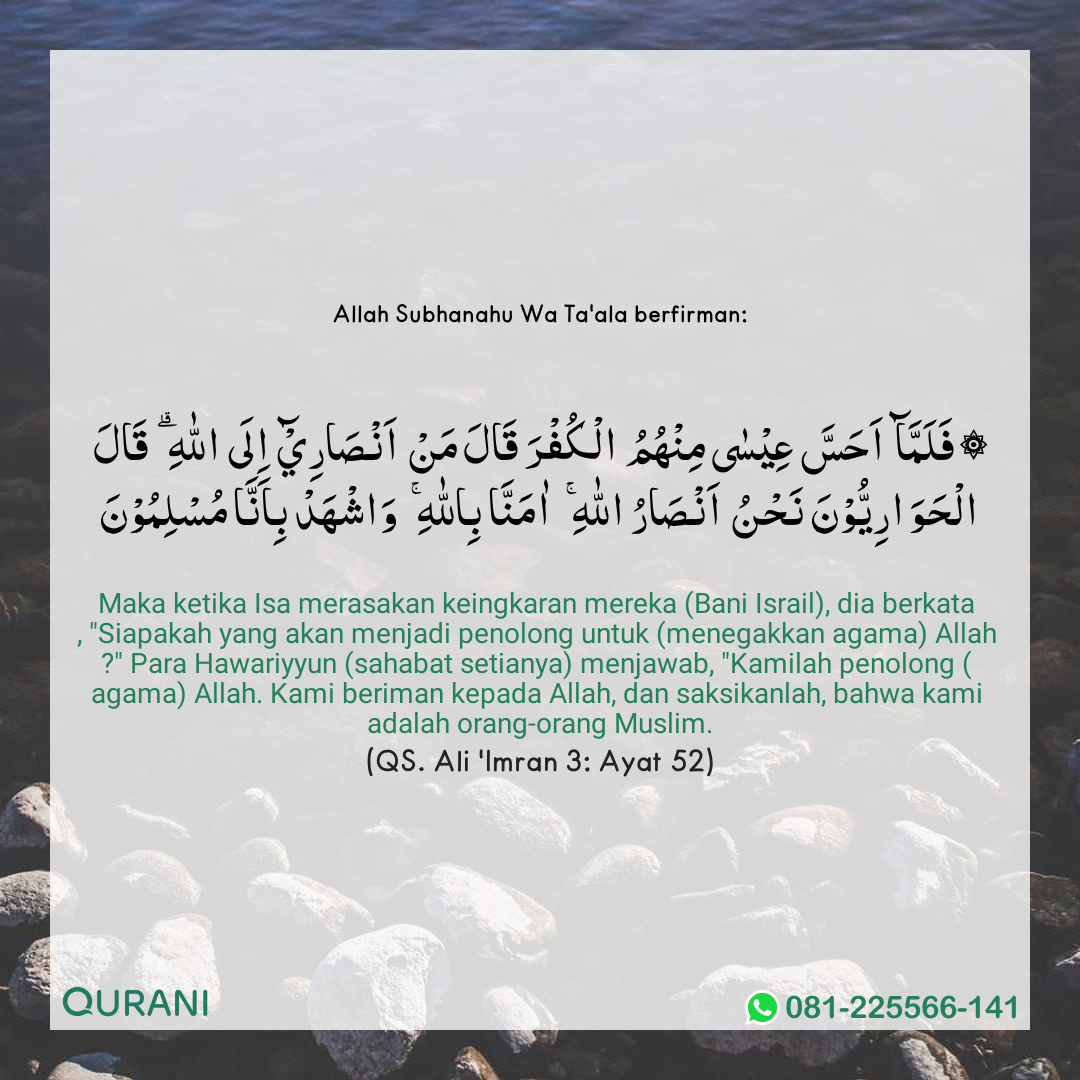 Allah Subhanahu Wa Ta'ala berfirman:
۞ فَلَمَّاۤ اَحَسَّ عِيْسٰى مِنْهُمُ الْكُفْرَ قَالَ مَنْ اَنْصَارِيْۤ اِلَى اللّٰهِ ۗ قَالَ
الْحَوَارِيُّوْنَ نَحْنُ اَنْصَارُ اللّٰهِ ۚ اٰمَنَّا بِاللّٰهِ ۚ وَاشْهَدْ بِاَنَّا مُسْلِمُوْنَ
Maka ketika Isa merasakan keingkaran mereka (Bani Israil), dia berkata
, "Siapakah yang akan menjadi penolong untuk (menegakkan agama) Allah
?" Para Hawariyyun (sahabat setianya) menjawab, "Kamilah penolong (
agama) Allah. Kami beriman kepada Allah, dan saksikanlah, bahwa kami
adalah orang-orang Muslim.
(QS. Ali 'Imran 3: Ayat 52)
QURANI
081-225566-141